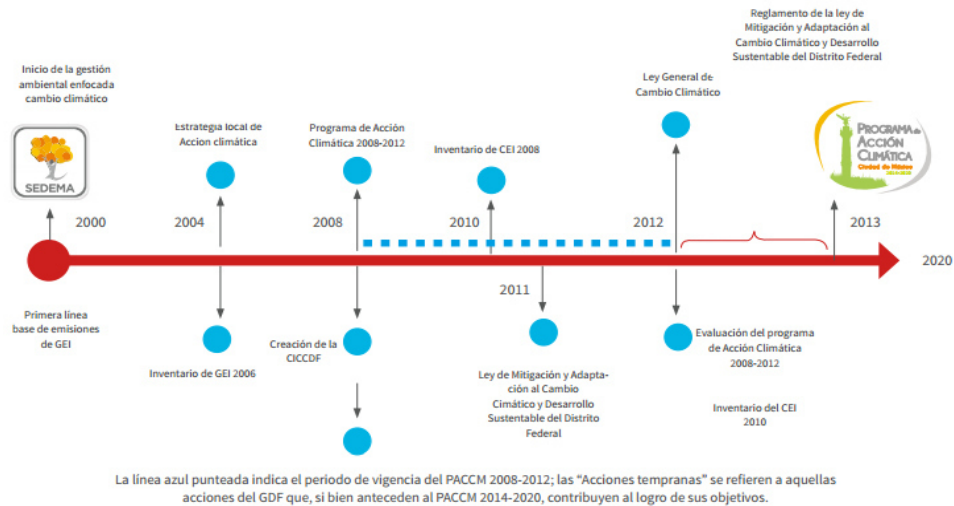 Reglamento de la ley de
Mitigación y Adaptación al
Cambio Climático y Desarrollo
Sustentable del Distrito Federal
Inicio de la gestión
ambiental enfocada
cambio climático
Ley General de
Cambio Climático
Estrategia local de
Accion climática
Programa de Acción
Climática 2008-2012
Inventario de CEI 2008
SEDEMA
PROGRAMA de
ACCIÓN
CLIMÁTICA
Ciudad de México
2014-2020
2000
2004
2008
2010
2012
2013
2020
2011
Primera línea
base de emisiones
de GEI
Inventario de GEI 2006
Creación de la
CICCDF
Ley de Mitigación y Adapta-
ción al Cambio
Cimático y Desarrollo
Sustentable del Distrito
Federal
Evaluación del programa
de Acción Climática
2008-2012
Inventario del CEI
2010
La línea azul punteada indica el periodo de vigencia del PACCM 2008-2012; las “Acciones tempranas” se refieren a aquellas
acciones del GDF que, si bien anteceden al PACCM 2014-2020, contribuyen al logro de sus objetivos.